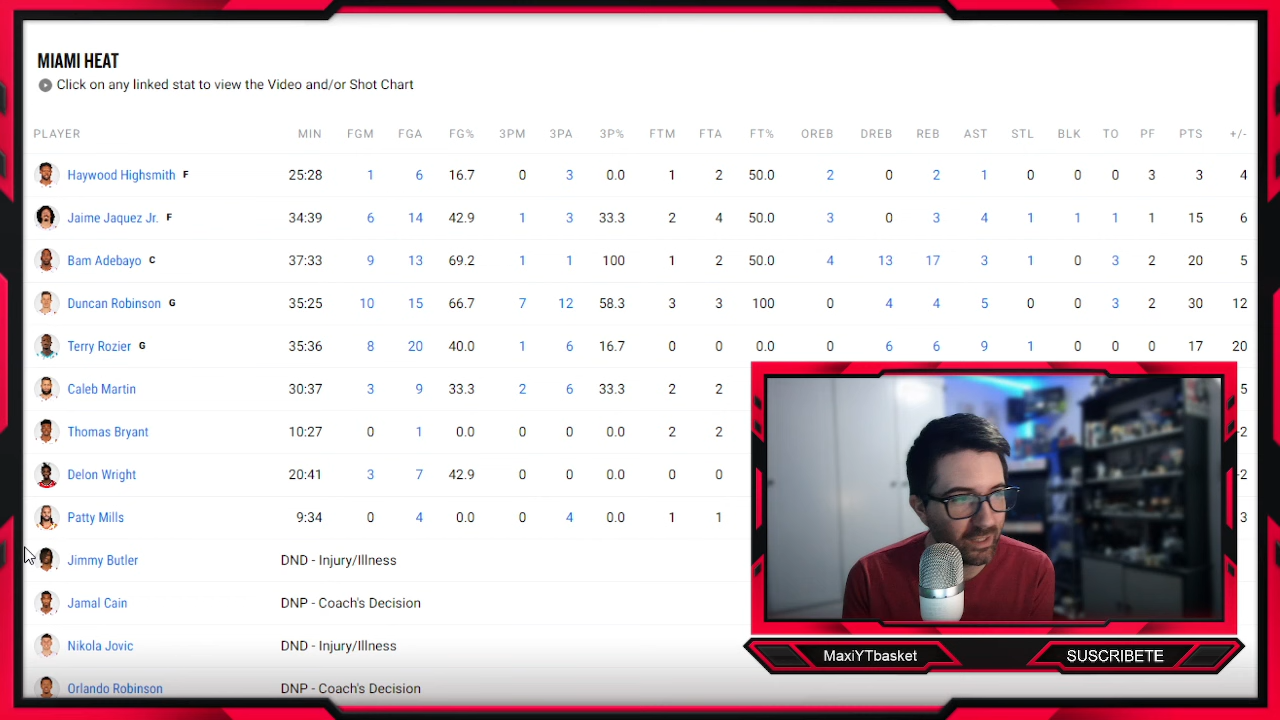 MIAMI HEAT
Click on any linked stat to view the Video and/or Shot Chart
PLAYER MIN FGM FGA FG% 3PM 3PA 3P% FTM FTA FT% OREB DREB REB AST STL BLK TO PF PTS +/-
Haywood Highsmith F 25:28 1 6 16.7 0 3 0.0 1 2 50.0 2 0 2 1 0 0 0 3 3 4
Jaime Jaquez Jr. F 34:39 6 14 42.9 1 3 33.3 2 4 50.0 3 0 3 4 1 1 1 1 15 6
Bam Adebayo C 37:33 9 13 69.2 1 1 100 1 2 50.0 4 13 17 3 1 0 3 2 20 5
Duncan Robinson G 35:25 10 15 66.7 7 12 58.3 3 3 100 0 4 4 5 0 0 3 2 30 12
Terry Rozier G 35:36 8 20 40.0 1 6 16.7 0 0 0.0 0 6 6 9 1 0 0 0 17 20
Caleb Martin 30:37 3 9 33.3 2 6 33.3 2 2 5
Thomas Bryant 10:27 0 1 0.0 0 0 0.0 2 2 -2
Delon Wright 20:41 3 7 42.9 0 0 0.0 0 0 -2
Patty Mills 9:34 0 4 0.0 0 4 0.0 1 1 3
Jimmy Butler DND - Injury/Illness
Jamal Cain DNP - Coach's Decision
Nikola Jovic DND - Injury/Illness
Orlando Robinson DNP - Coach's Decision
MaxiYTbasket SUSCRIBETE